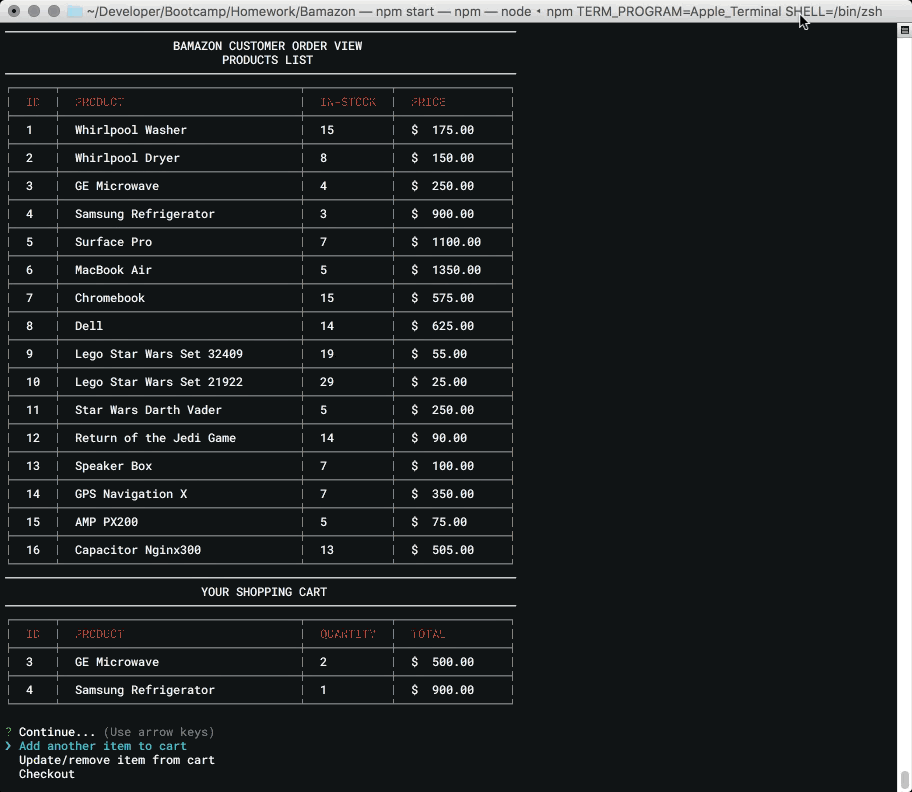 ~/Developer/Bootcamp/Homework/Bamazon — npm start — npm — node ◂ npm TERM_PROGRAM=Apple_Terminal SHELL=/bin/zsh
BAMAZON CUSTOMER ORDER VIEW
PRODUCTS LIST
ID PRODUCT IN-STOCK PRICE
1 Whirlpool Washer 15 $ 175.00
2 Whirlpool Dryer 8 $ 150.00
3 GE Microwave 4 $ 250.00
4 Samsung Refrigerator 3 $ 900.00
5 Surface Pro 7 $ 1100.00
6 MacBook Air 5 $ 1350.00
7 Chromebook 15 $ 575.00
8 Dell 14 $ 625.00
9 Lego Star Wars Set 32409 19 $ 55.00
10 Lego Star Wars Set 21922 29 $ 25.00
11 Star Wars Darth Vader 5 $ 250.00
12 Return of the Jedi Game 14 $ 90.00
13 Speaker Box 7 $ 100.00
14 GPS Navigation X 7 $ 350.00
15 AMP PX200 5 $ 75.00
16 Capacitor Nginx300 13 $ 505.00
YOUR SHOPPING CART
ID PRODUCT QUANTITY TOTAL
3 GE Microwave 2 $ 500.00
4 Samsung Refrigerator 1 $ 900.00
? Continue... (Use arrow keys)
❯ Add another item to cart
Update/remove item from cart
Checkout